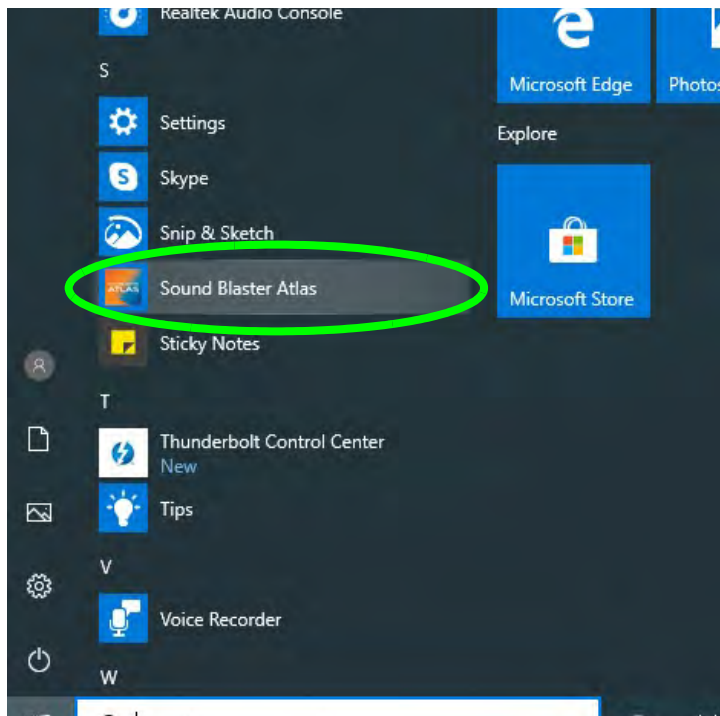 Realtek Audio Console
S
Settings
Skype
Snip & Sketch
ATLAS
Sound Blaster Atlas
Sticky Notes
T
Thunderbolt Control Center
New
Tips
V
Voice Recorder
W
Microsoft Edge
Photos
Explore
Microsoft Store